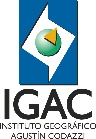 IGAC
INSTITUTO GEOGRÁFICO
AGUSTÍN CODAZZI